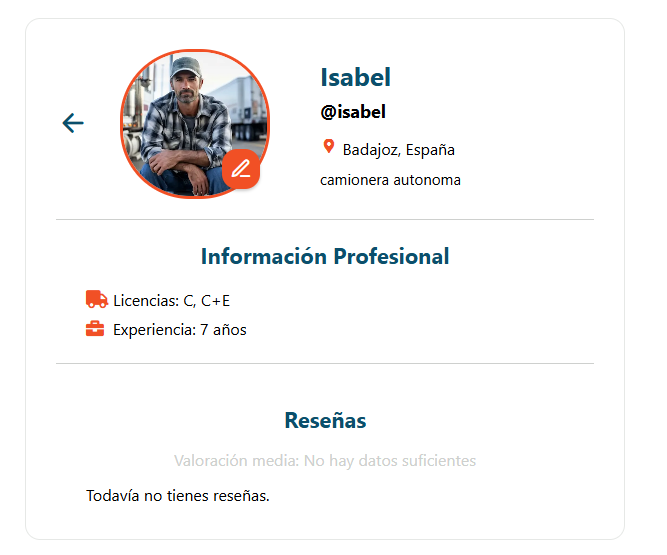 Isabel
@isabel
Badajoz, España
camionera autonoma
Información Profesional
Licencias: C, C+E
Experiencia: 7 años
Reseñas
Valoración media: No hay datos suficientes
Todavía no tienes reseñas.